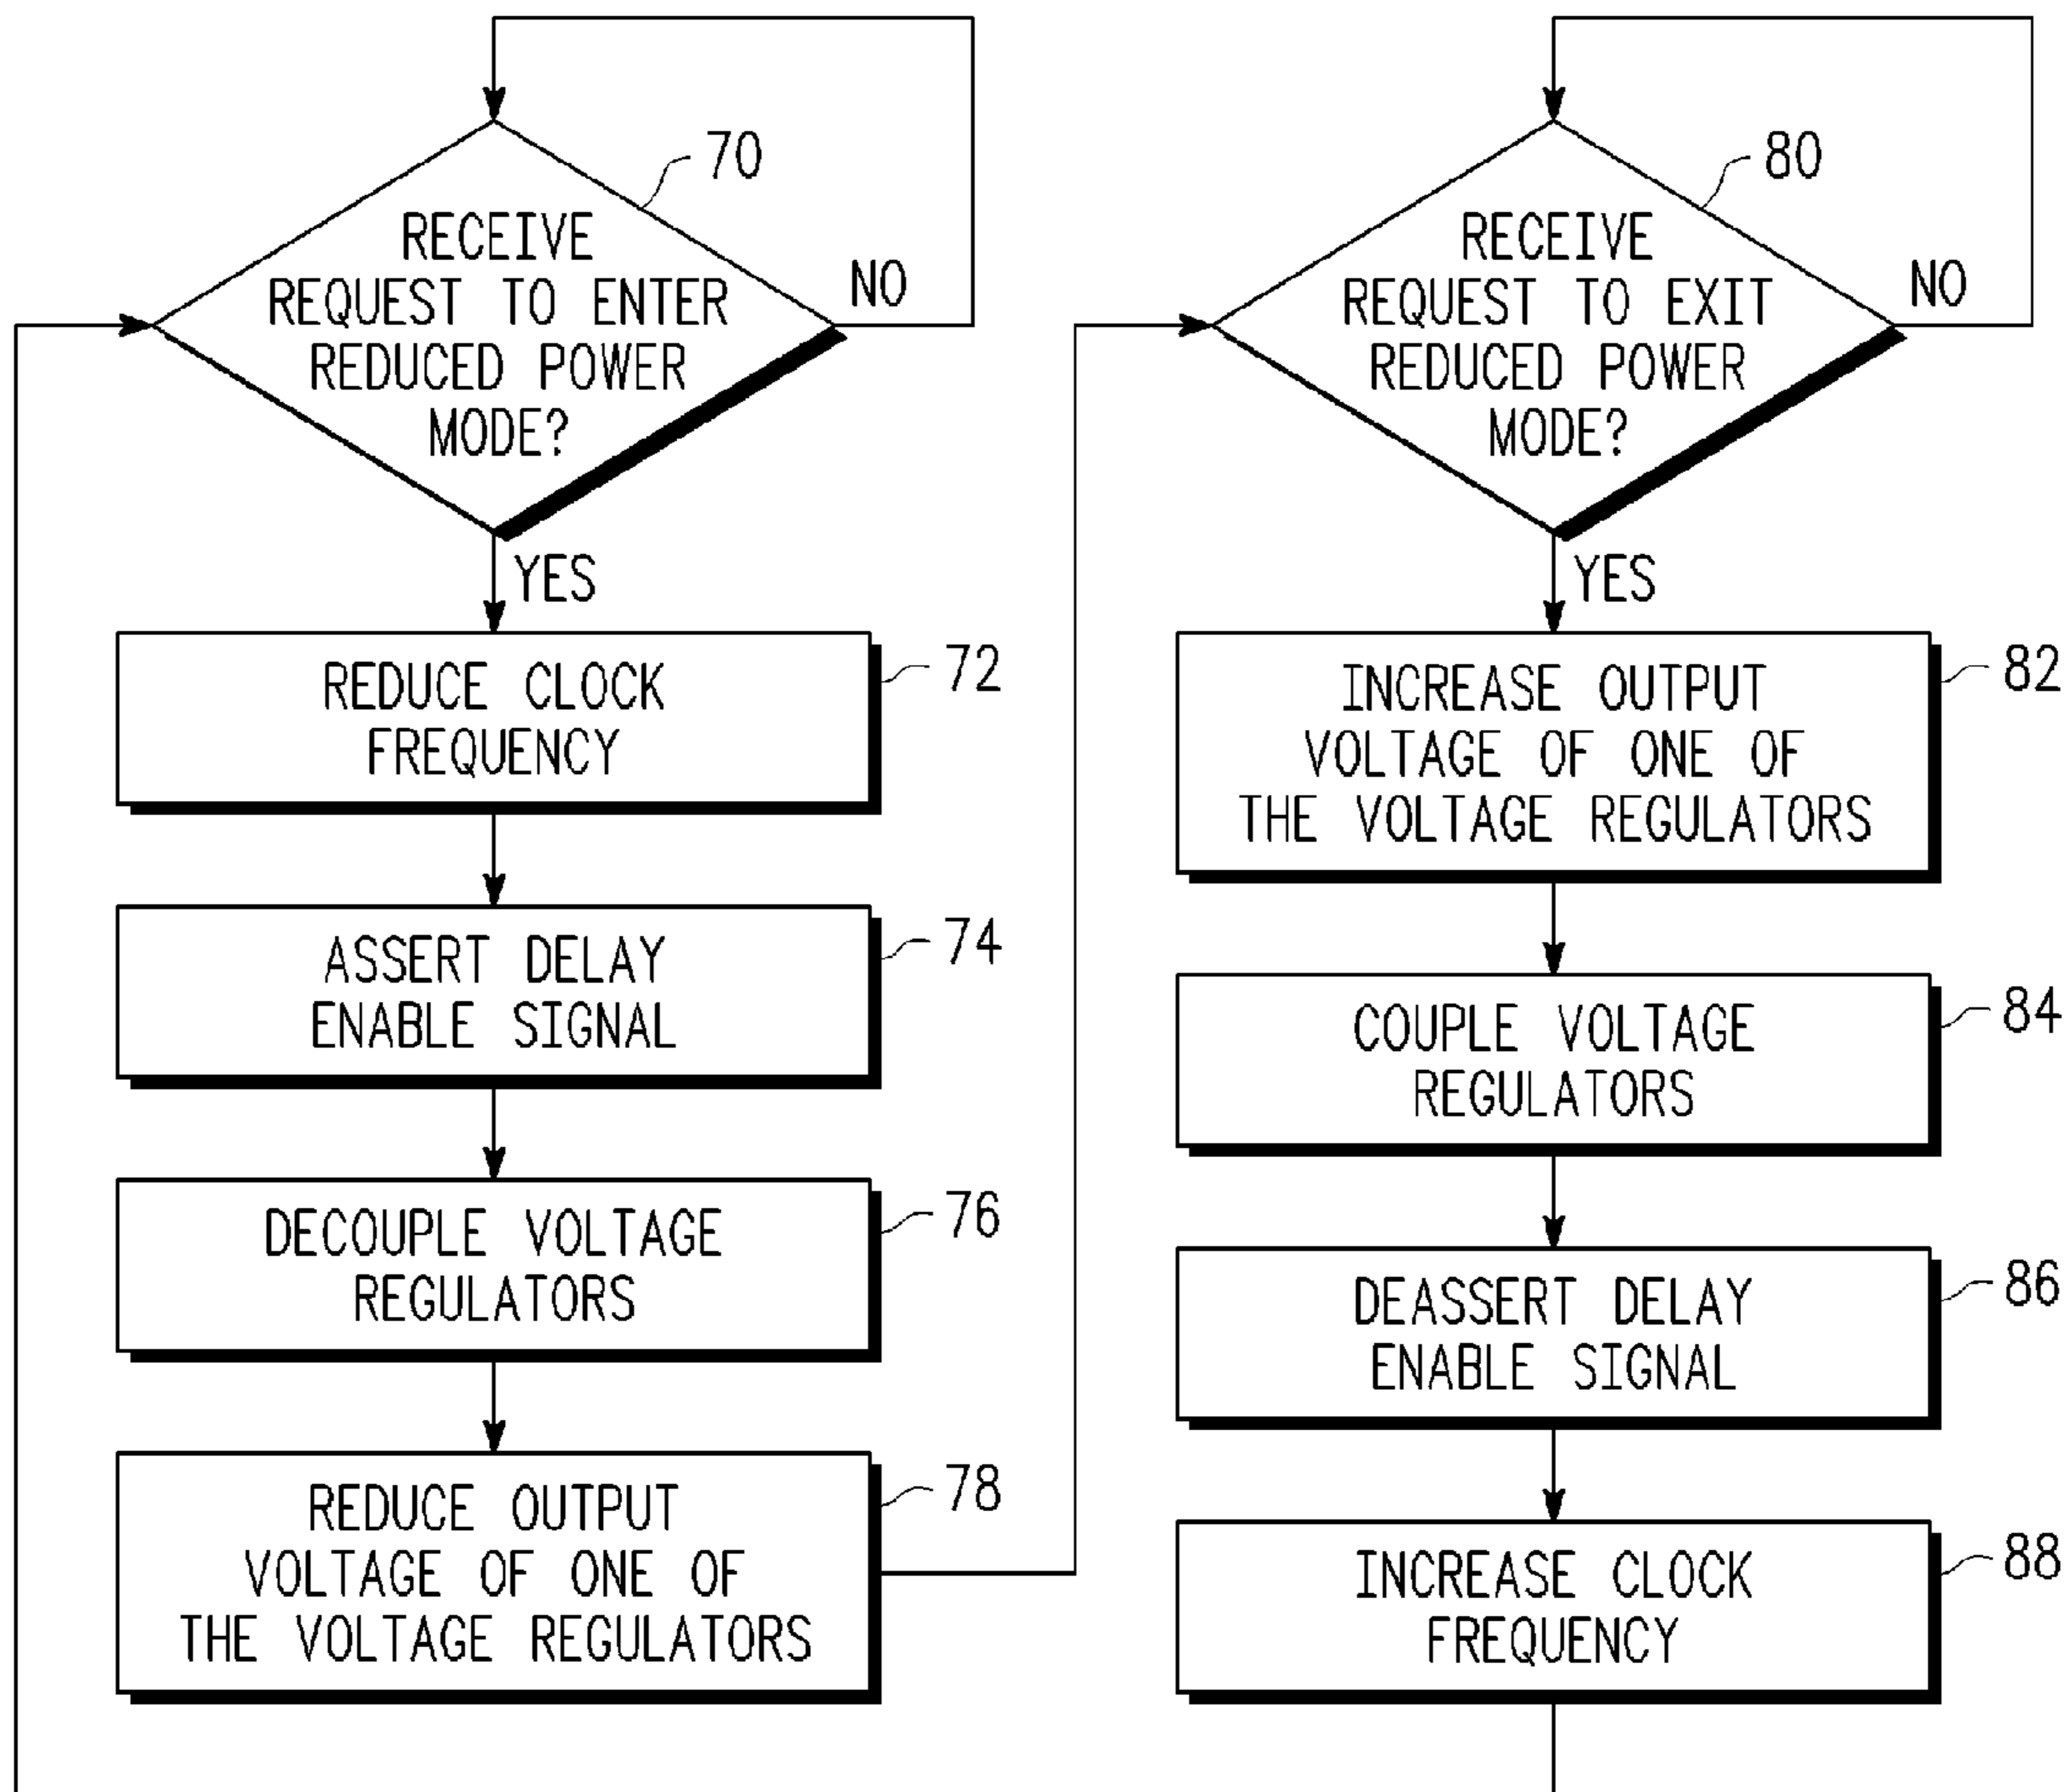 70
RECEIVE
REQUEST TO ENTER
REDUCED POWER
MODE?
NO
YES
REDUCE CLOCK
FREQUENCY
72
ASSERT DELAY
ENABLE SIGNAL
74
DECOUPLE VOLTAGE
REGULATORS
76
REDUCE OUTPUT
VOLTAGE OF ONE OF
THE VOLTAGE REGULATORS
78
80
RECEIVE
REQUEST TO EXIT
REDUCED POWER
MODE?
NO
YES
INCREASE OUTPUT
VOLTAGE OF ONE OF
THE VOLTAGE REGULATORS
82
COUPLE VOLTAGE
REGULATORS
84
DEASSERT DELAY
ENABLE SIGNAL
86
INCREASE CLOCK
FREQUENCY
88